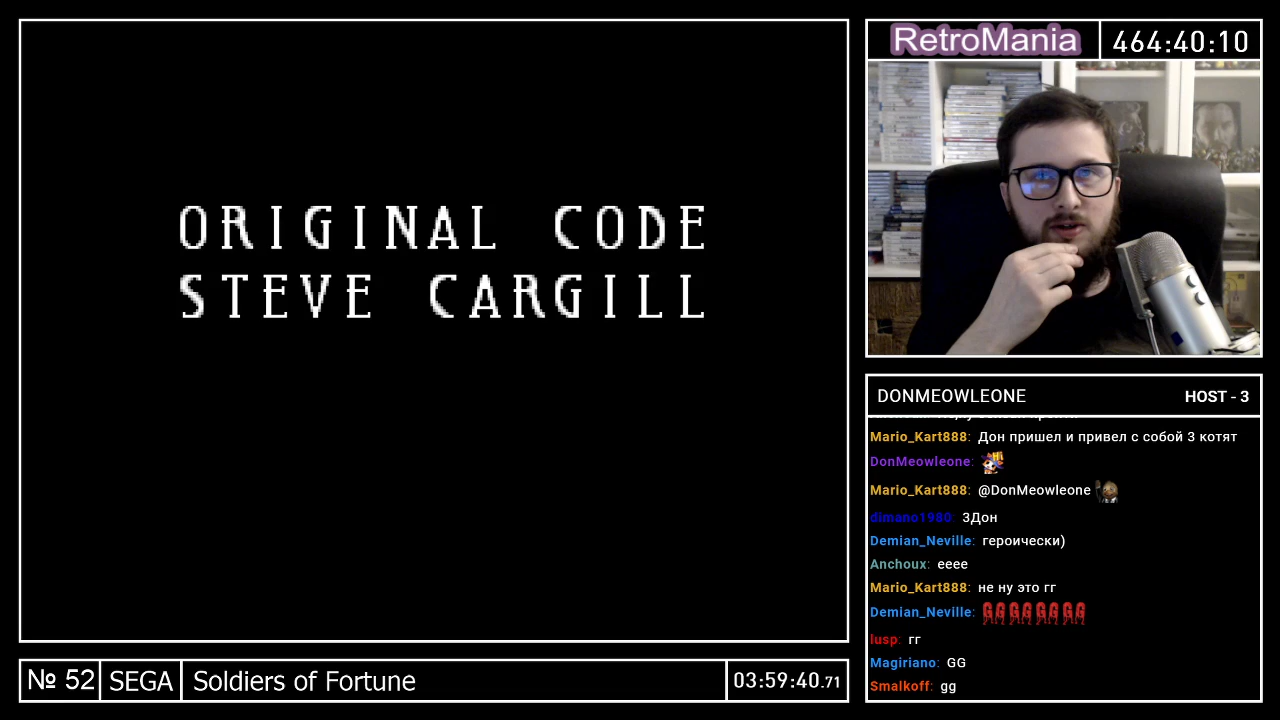 ORIGINAL CODE
STEVE CARGILL
RetroMania
464:40:10
DONMEOWLEONE
HOST - 3
Mario_Kart888: Дон пришел и привел с собой 3 котят
DonMeowleone:
Mario_Kart888: @DonMeowleone
dimano1980: 3Дон
Demian_Neville: героически)
Anchoux: ееее
Mario_Kart888: не ну это гг
Demian_Neville:
lusp: гг
Magiriano: GG
Smalkoff: gg
№ 52
SEGA
Soldiers of Fortune
03:59:40.71